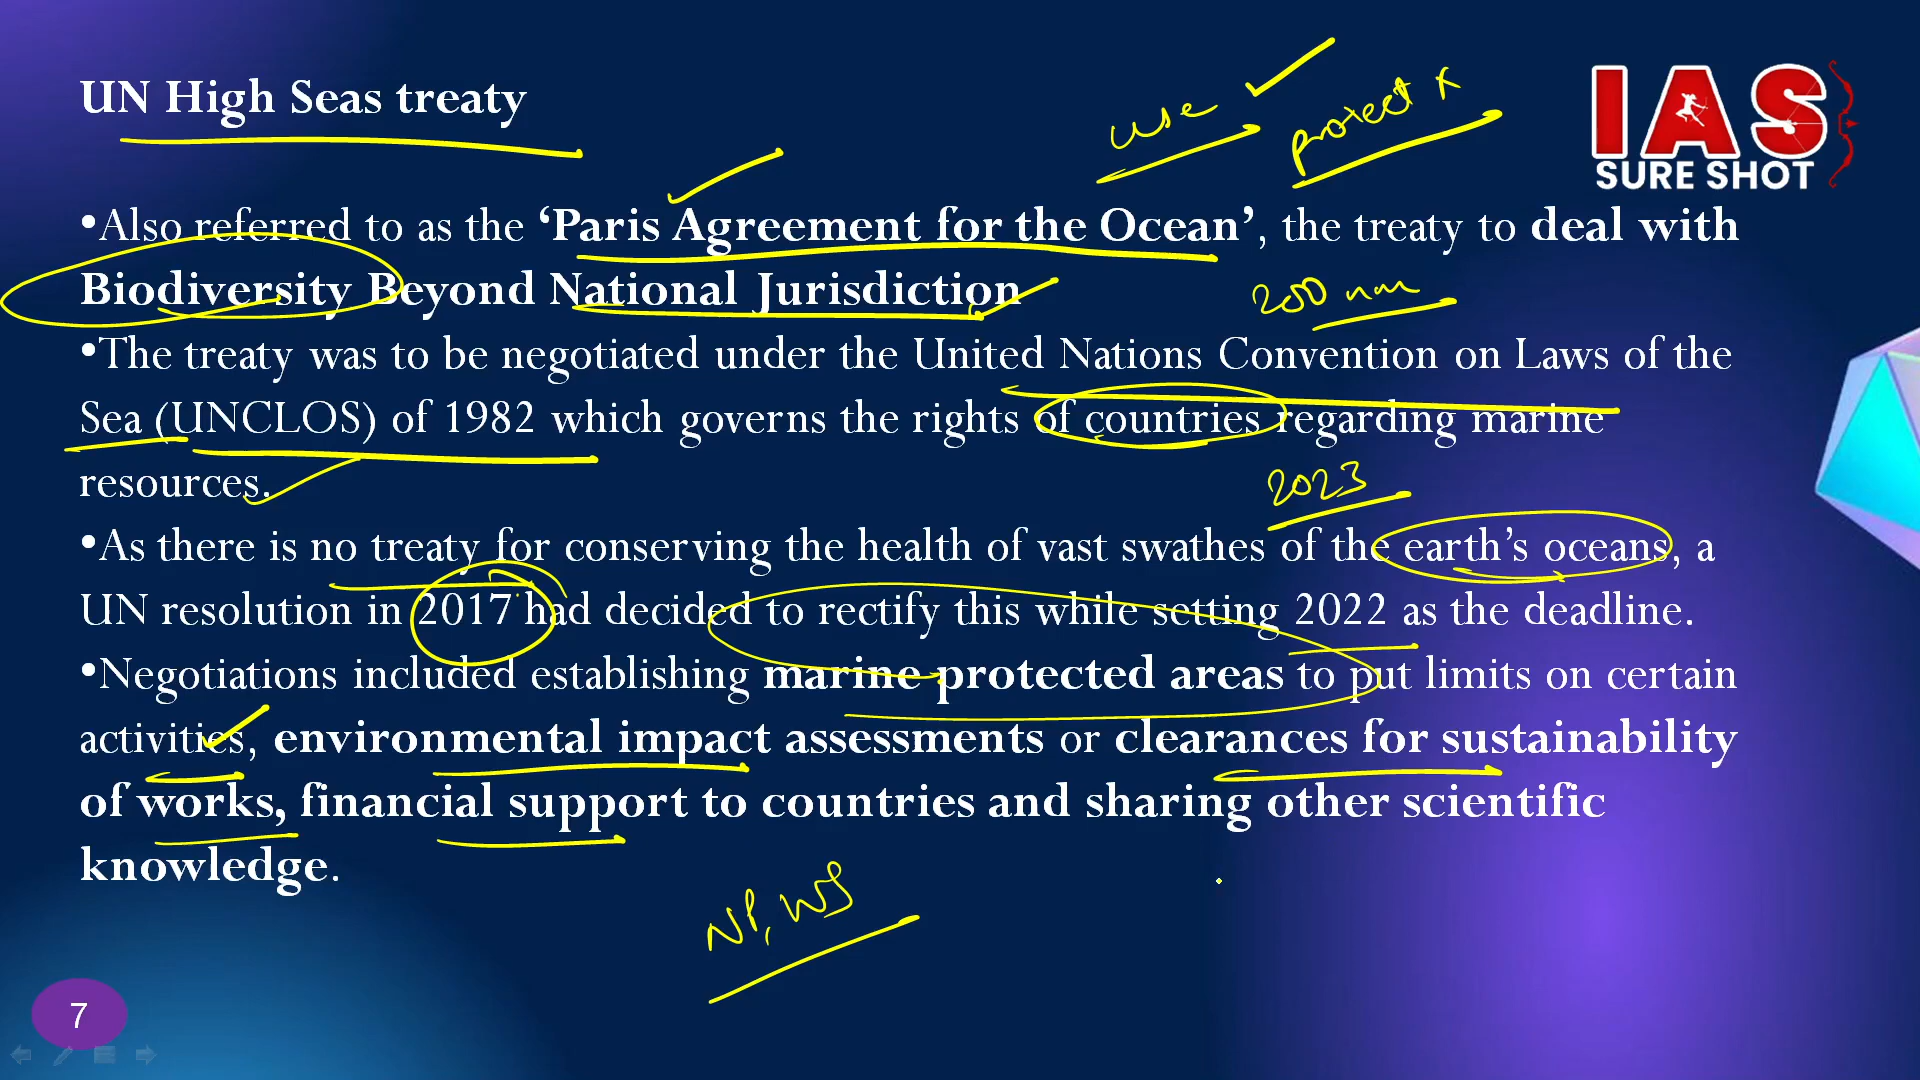 UN High Seas treaty
use
protect x
IAS
SURE SHOT
•Also referred to as the ‘Paris Agreement for the Ocean’, the treaty to deal with
Biodiversity Beyond National Jurisdiction
200 nm
•The treaty was to be negotiated under the United Nations Convention on Laws of the
Sea (UNCLOS) of 1982 which governs the rights of countries regarding marine
resources.
2023
•As there is no treaty for conserving the health of vast swathes of the earth’s oceans, a
UN resolution in 2017 had decided to rectify this while setting 2022 as the deadline.
•Negotiations included establishing marine protected areas to put limits on certain
activities, environmental impact assessments or clearances for sustainability
of works, financial support to countries and sharing other scientific
knowledge.
NP, WS
7